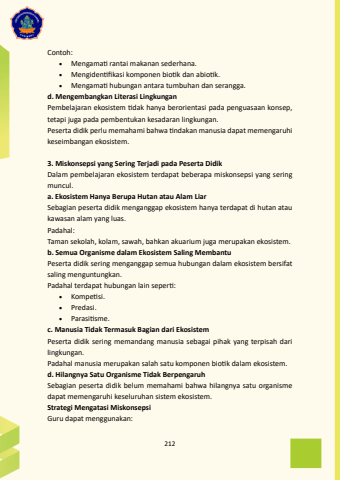 Contoh:
• Mengamati rantai makanan sederhana.
• Mengidentifikasi komponen biotik dan abiotik.
• Mengamati hubungan antara tumbuhan dan serangga.
d. Mengembangkan Literasi Lingkungan
Pembelajaran ekosistem tidak hanya berorientasi pada penguasaan konsep,
tetapi juga pada pembentukan kesadaran lingkungan.
Peserta didik perlu memahami bahwa tindakan manusia dapat memengaruhi
keseimbangan ekosistem.
3. Miskonsepsi yang Sering Terjadi pada Peserta Didik
Dalam pembelajaran ekosistem terdapat beberapa miskonsepsi yang sering
muncul.
a. Ekosistem Hanya Berupa Hutan atau Alam Liar
Sebagian peserta didik menganggap ekosistem hanya terdapat di hutan atau
kawasan alam yang luas.
Padahal:
Taman sekolah, kolam, sawah, bahkan akuarium juga merupakan ekosistem.
b. Semua Organisme dalam Ekosistem Saling Membantu
Peserta didik sering menganggap semua hubungan dalam ekosistem bersifat
saling menguntungkan.
Padahal terdapat hubungan lain seperti:
• Kompetisi.
• Predasi.
• Parasitisme.
c. Manusia Tidak Termasuk Bagian dari Ekosistem
Peserta didik sering memandang manusia sebagai pihak yang terpisah dari
lingkungan.
Padahal manusia merupakan salah satu komponen biotik dalam ekosistem.
d. Hilangnya Satu Organisme Tidak Berpengaruh
Sebagian peserta didik belum memahami bahwa hilangnya satu organisme
dapat memengaruhi keseluruhan sistem ekosistem.
Strategi Mengatasi Miskonsepsi
Guru dapat menggunakan:
212